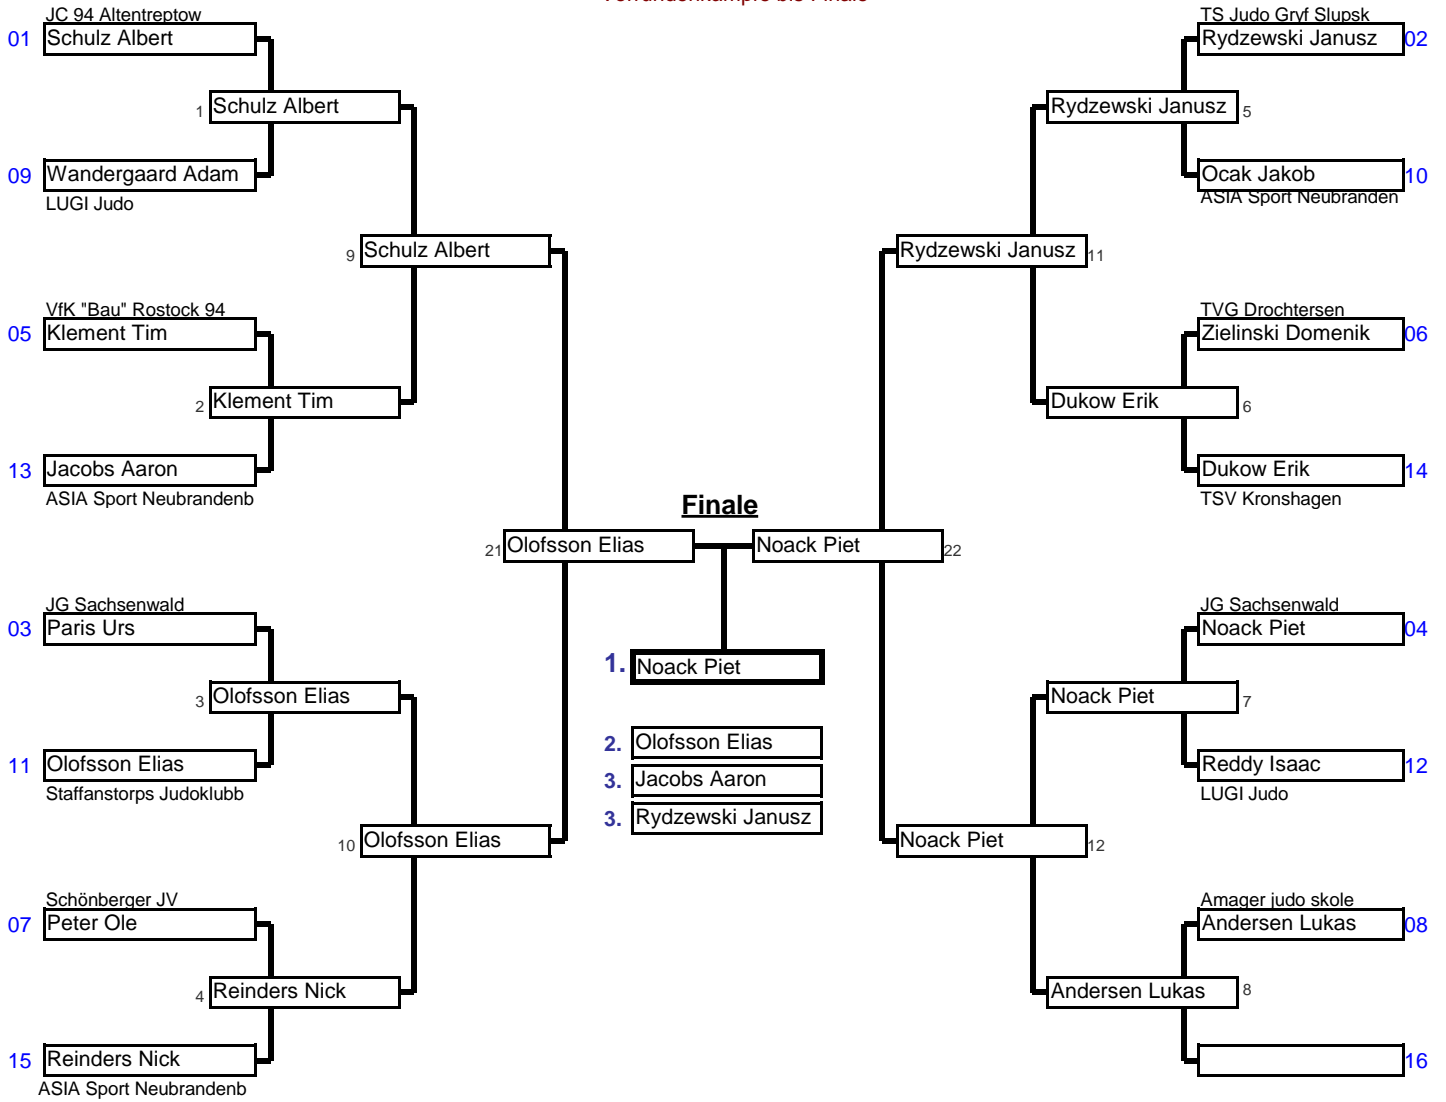 Vorrundenkämpfe bis Finale
JC 94 Altentreptow
01 Schulz Albert
1 Schulz Albert
09 Wandergaard Adam
LUGI Judo
9 Schulz Albert
VfK "Bau" Rostock 94
05 Klement Tim
2 Klement Tim
13 Jacobs Aaron
ASIA Sport Neubrandenb
21 Olofsson Elias
JG Sachsenwald
03 Paris Urs
3 Olofsson Elias
11 Olofsson Elias
Staffanstorps Judoklubb
10 Olofsson Elias
Schönberger JV
07 Peter Ole
4 Reinders Nick
15 Reinders Nick
ASIA Sport Neubrandenb
Finale
1. Noack Piet
2. Olofsson Elias
3. Jacobs Aaron
3. Rydzewski Janusz
TS Judo Gryf Slupsk
Rydzewski Janusz 02
Rydzewski Janusz 5
Ocak Jakob 10
ASIA Sport Neubranden
Rydzewski Janusz 11
TVG Drochtersen
Zielinski Domenik 06
Dukow Erik 6
Dukow Erik 14
TSV Kronshagen
Noack Piet 22
JG Sachsenwald
Noack Piet 04
Noack Piet 7
Reddy Isaac 12
LUGI Judo
Noack Piet 12
Amager judo skole
Andersen Lukas 08
Andersen Lukas 8
16